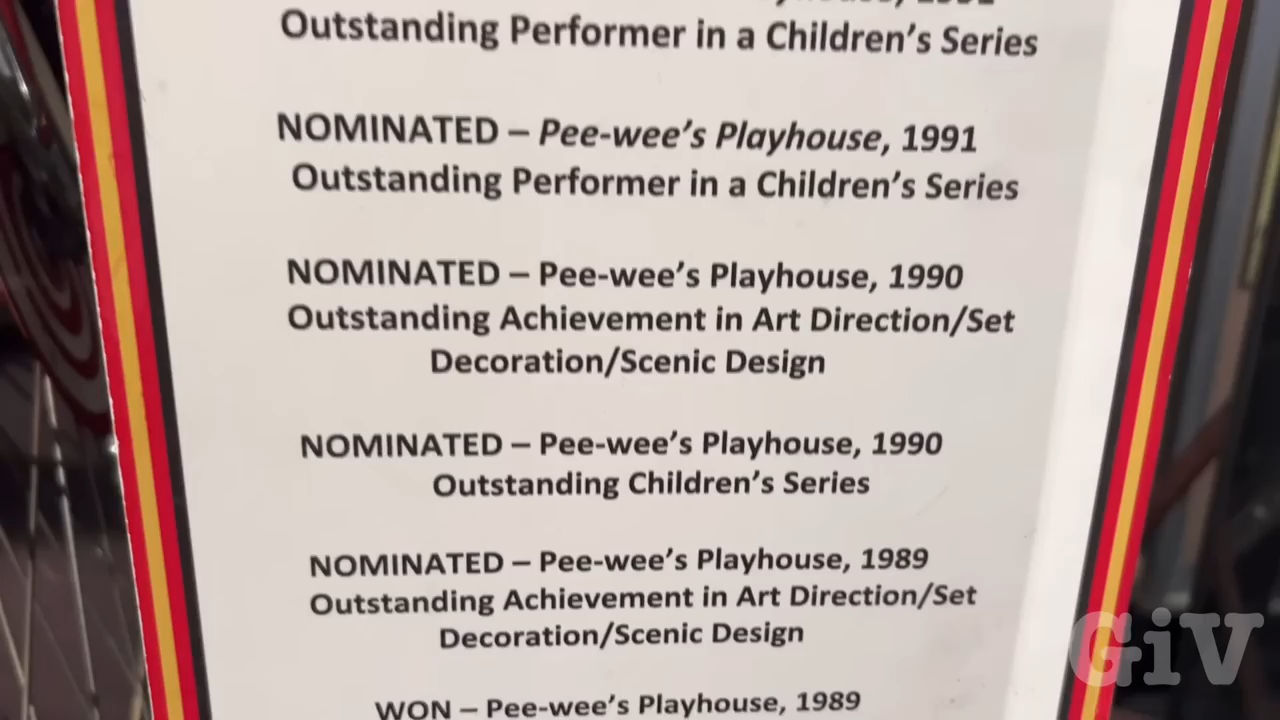 Outstanding Performer in a Children's Series
NOMINATED – Pee-wee's Playhouse, 1991
Outstanding Performer in a Children's Series
NOMINATED – Pee-wee's Playhouse, 1990
Outstanding Achievement in Art Direction/Set
Decoration/Scenic Design
NOMINATED – Pee-wee's Playhouse, 1990
Outstanding Children's Series
NOMINATED – Pee-wee's Playhouse, 1989
Outstanding Achievement in Art Direction/Set
Decoration/Scenic Design
WON – Pee-wee's Playhouse, 1989
GiV